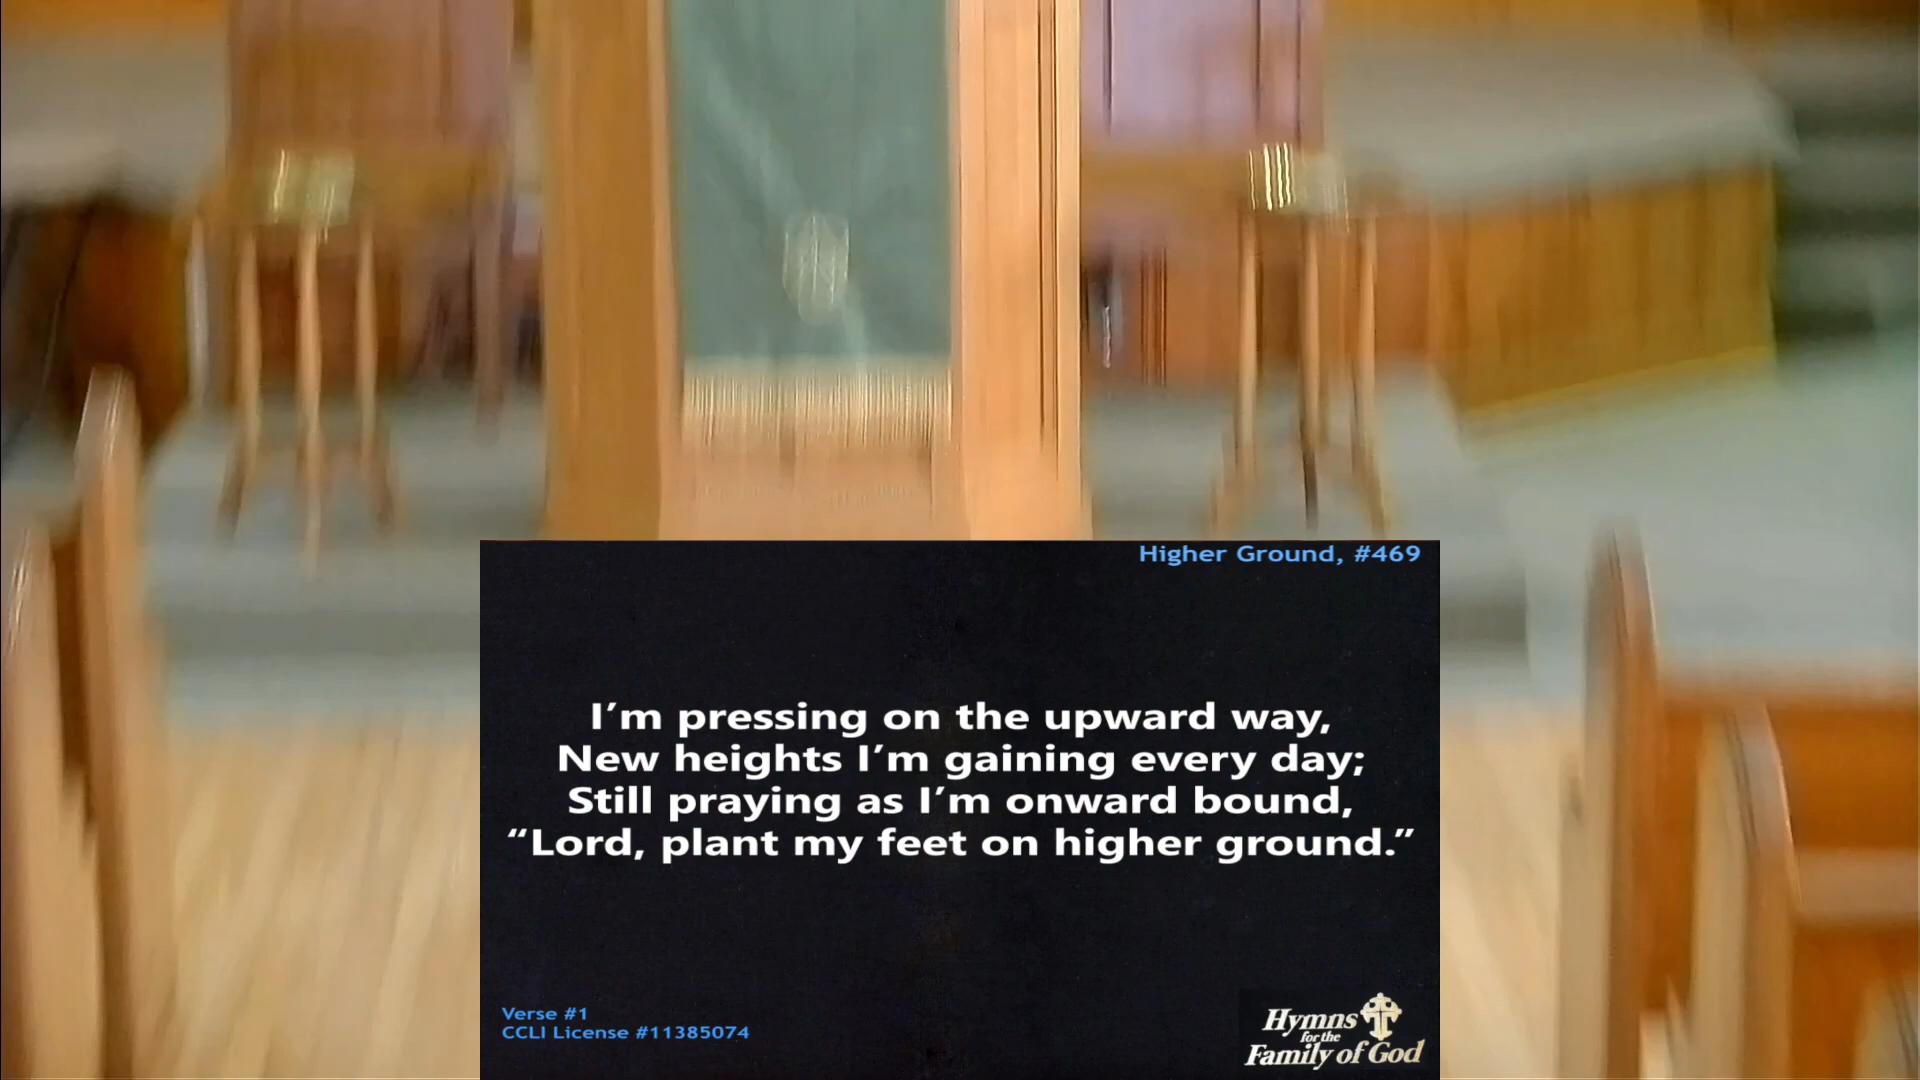 Higher Ground, #469
I’m pressing on the upward way,
New heights I’m gaining every day;
Still praying as I’m onward bound,
“Lord, plant my feet on higher ground.”
Verse #1
CCLI License #11385074
Hymns
for the
Family of God